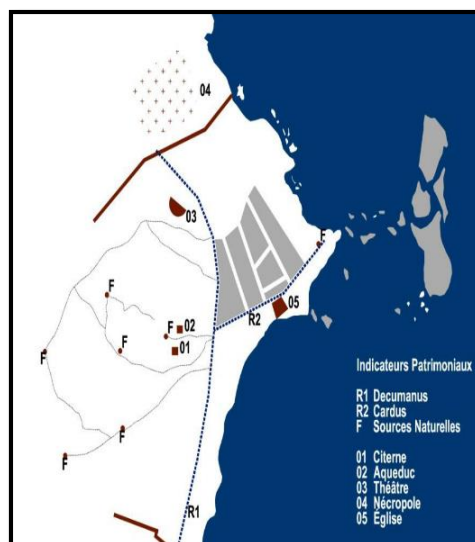 04
03
F
F
02
R2
05
F
01
F
F
F
F
R1
Indicateurs Patrimoniaux
R1 Decumanus
R2 Cardus
F Sources Naturelles
01 Citerne
02 Aqueduc
03 Théâtre
04 Nécropole
05 Église